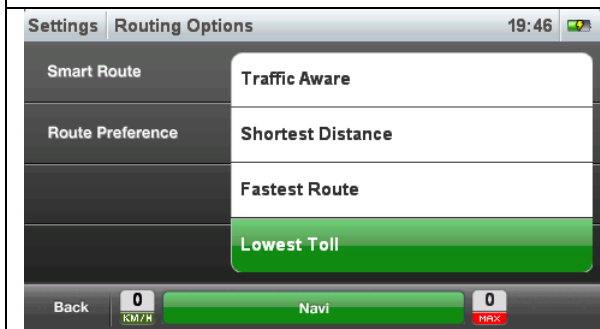 Settings Routing Options 19:46
Smart Route
Traffic Aware
Route Preference
Shortest Distance
Fastest Route
Lowest Toll
Back 0 KM/H Navi 0 MAX